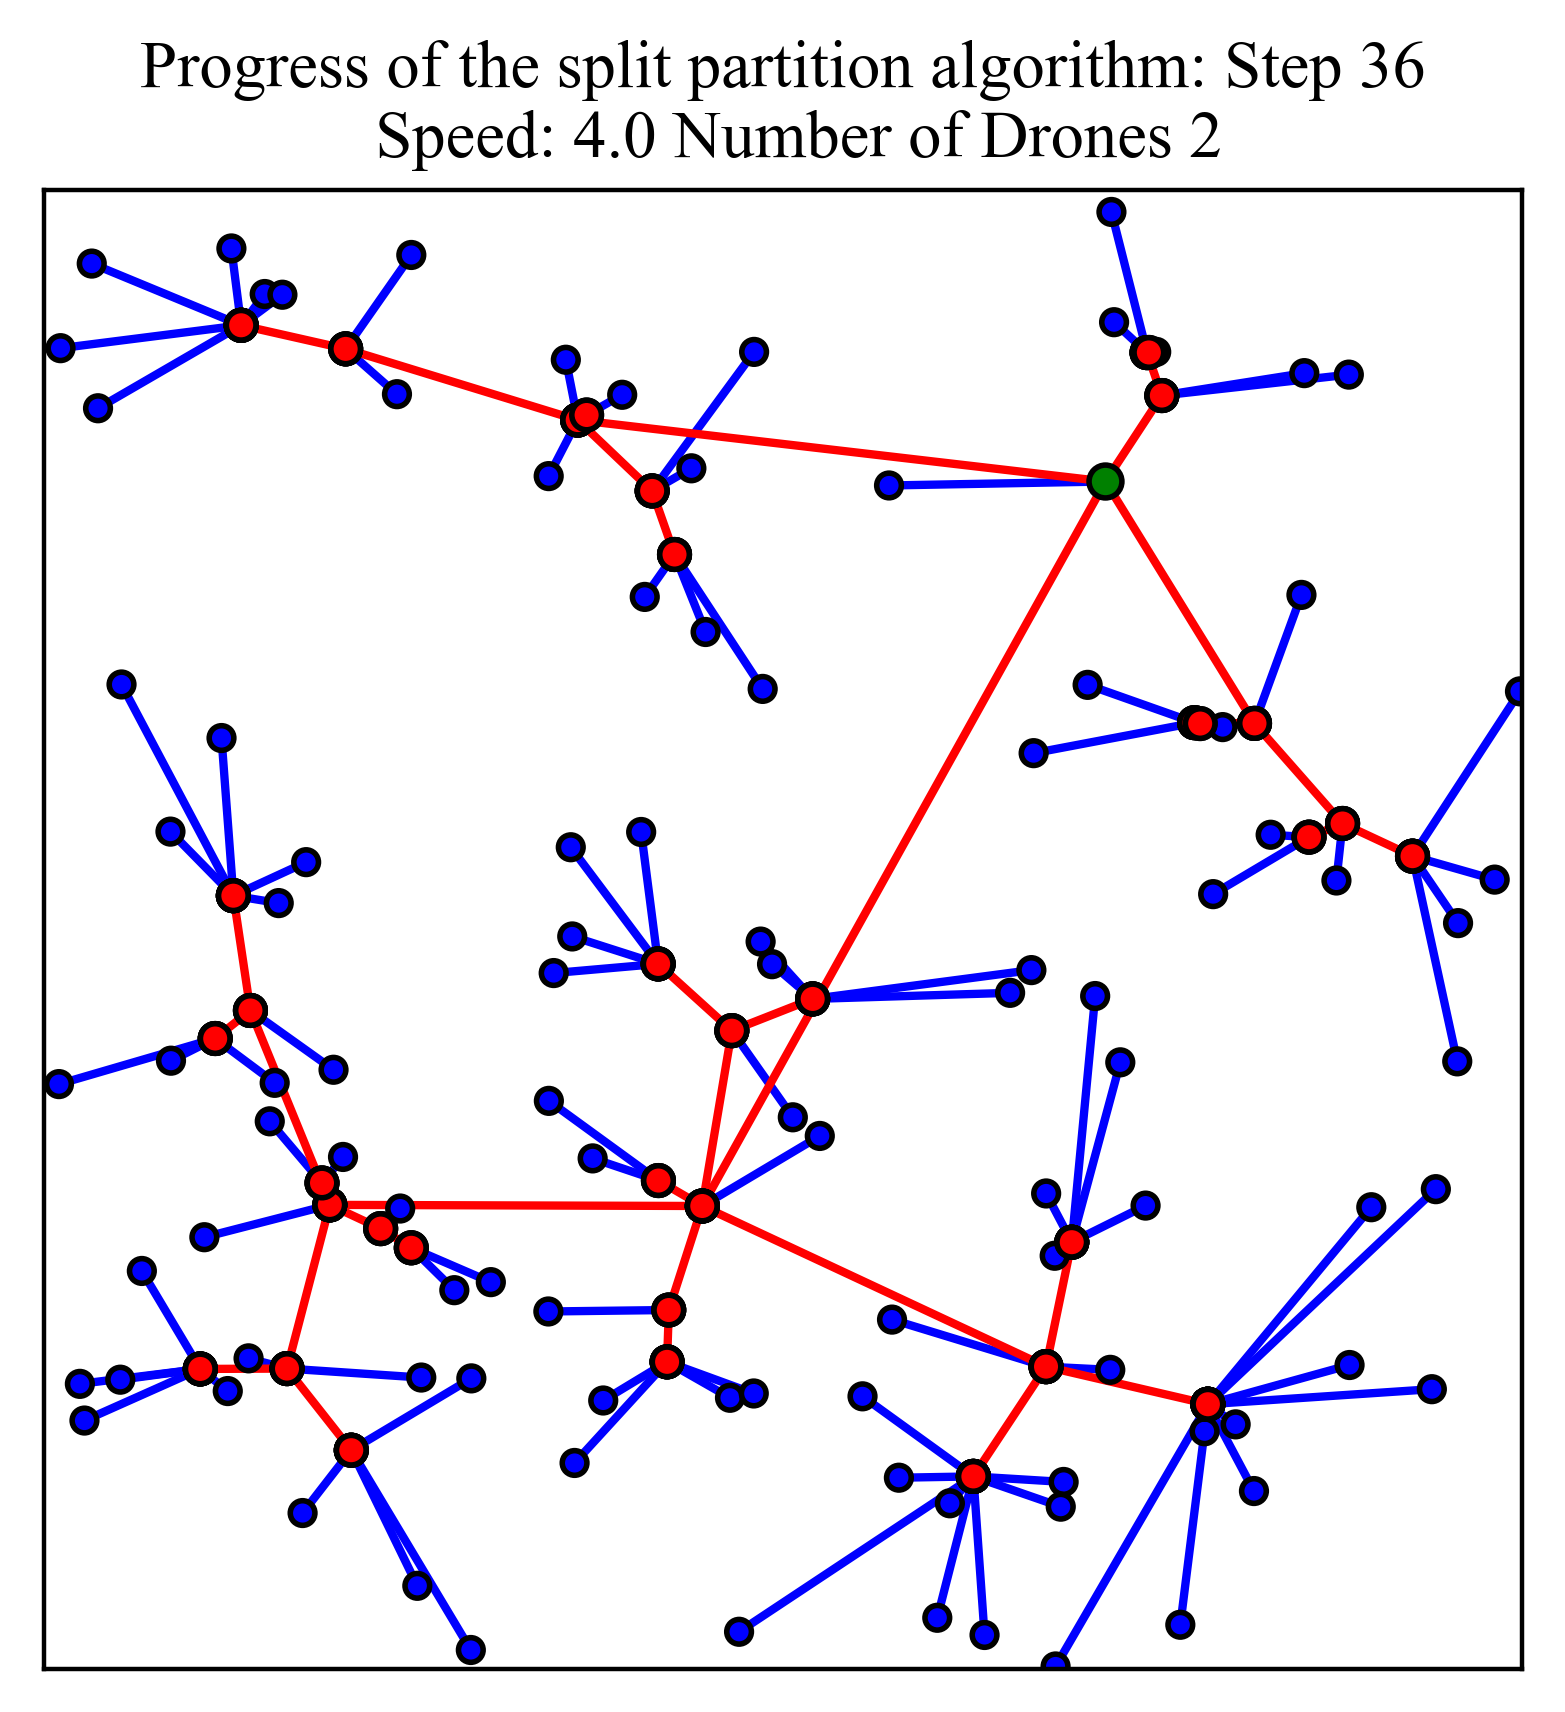 Progress of the split partition algorithm: Step 36
Speed: 4.0 Number of Drones 2